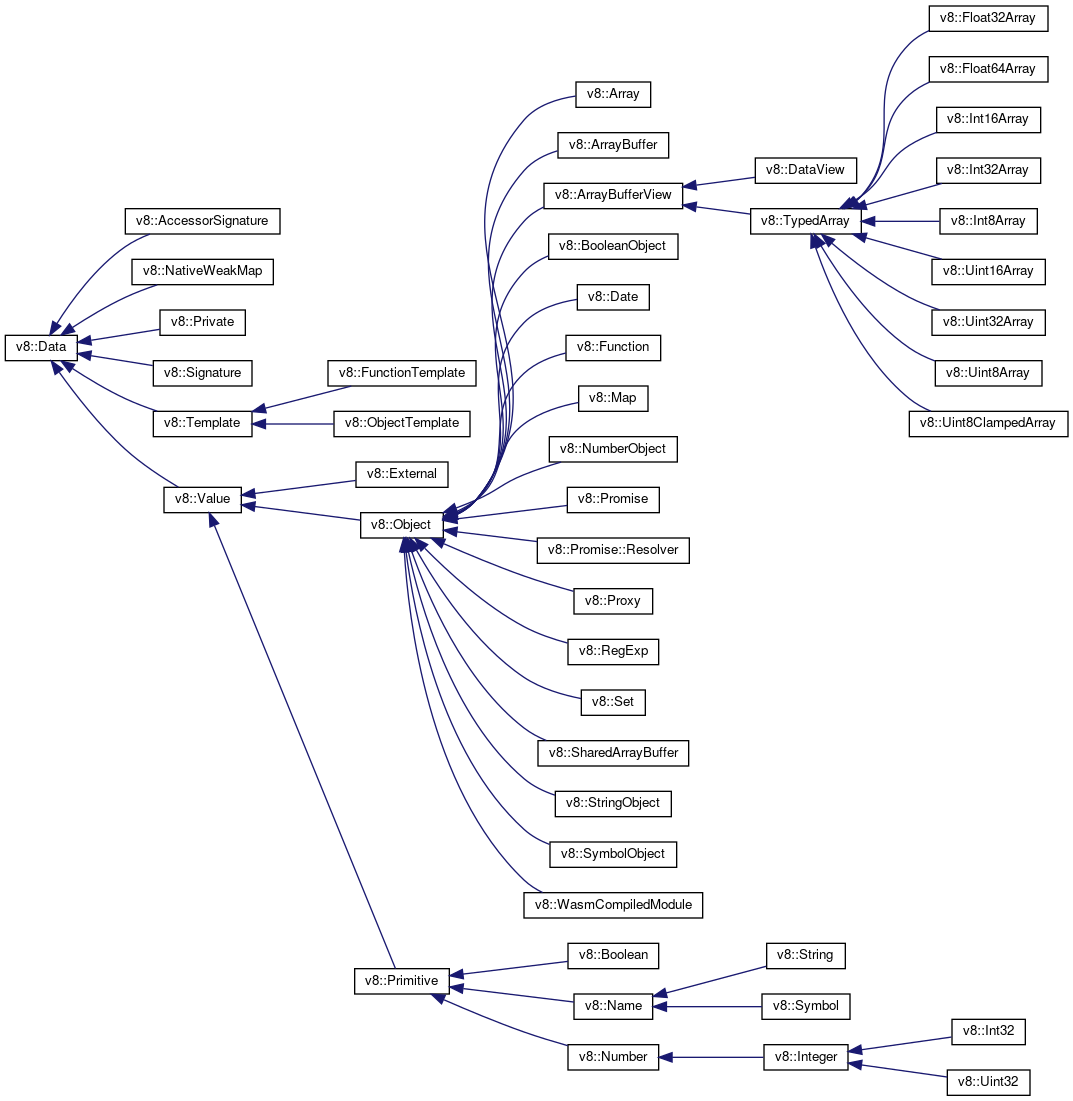 v8::Float32Array
v8::Float64Array
v8::Array
v8::Int16Array
v8::ArrayBuffer
v8::DataView
v8::Int32Array
v8::ArrayBufferView
v8::AccessorSignature
v8::TypedArray
v8::Int8Array
v8::BooleanObject
v8::NativeWeakMap
v8::Uint16Array
v8::Date
v8::Private
v8::Uint32Array
v8::Data
v8::Function
v8::Signature
v8::FunctionTemplate
v8::Uint8Array
v8::Map
v8::Template
v8::ObjectTemplate
v8::Uint8ClampedArray
v8::NumberObject
v8::External
v8::Value
v8::Promise
v8::Object
v8::Promise::Resolver
v8::Proxy
v8::RegExp
v8::Set
v8::SharedArrayBuffer
v8::StringObject
v8::SymbolObject
v8::WasmCompiledModule
v8::Boolean
v8::String
v8::Primitive
v8::Name
v8::Symbol
v8::Int32
v8::Number
v8::Integer
v8::Uint32